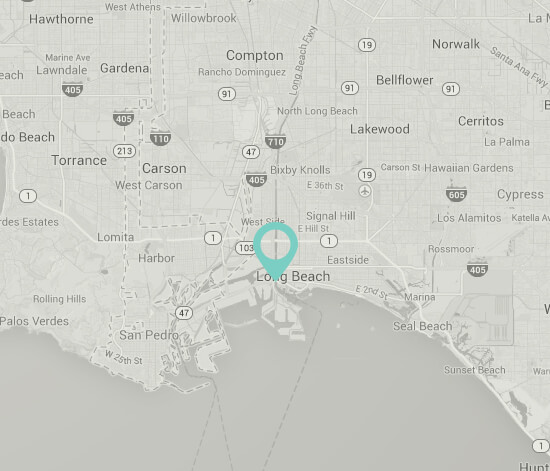 West Athens
Hawthorne
Willowbrook
La M
19
Compton
Norwalk
Marine Ave
Lawndale
Gardena
Rancho Dominguez
Long Beach Fwy
Santa Ana Fwy
each
Bellflower
405
91
91
91
5
Beach
405
North Long Beach
Cerritos
do Beach
110
710
Lakewood
La Palma
213
47
Torrance
Carson
Bixby Knolls
19
Carson St
Hawaiian Gardens
West Carson
405
E 36th St
605
Cypress
1
rdes Estates
West Side
Signal Hill
Los Alamitos
Katella Ave
Lomita
1
E Hill St
1
103
Rossmoor
Harbor
Eastside
405
Long Beach
Rolling Hills
E 2nd St
Marina
W
47
Palos Verdes
San Pedro
Seal Beach
W 25th St
Sunset Beach
Wan
1
Hunt